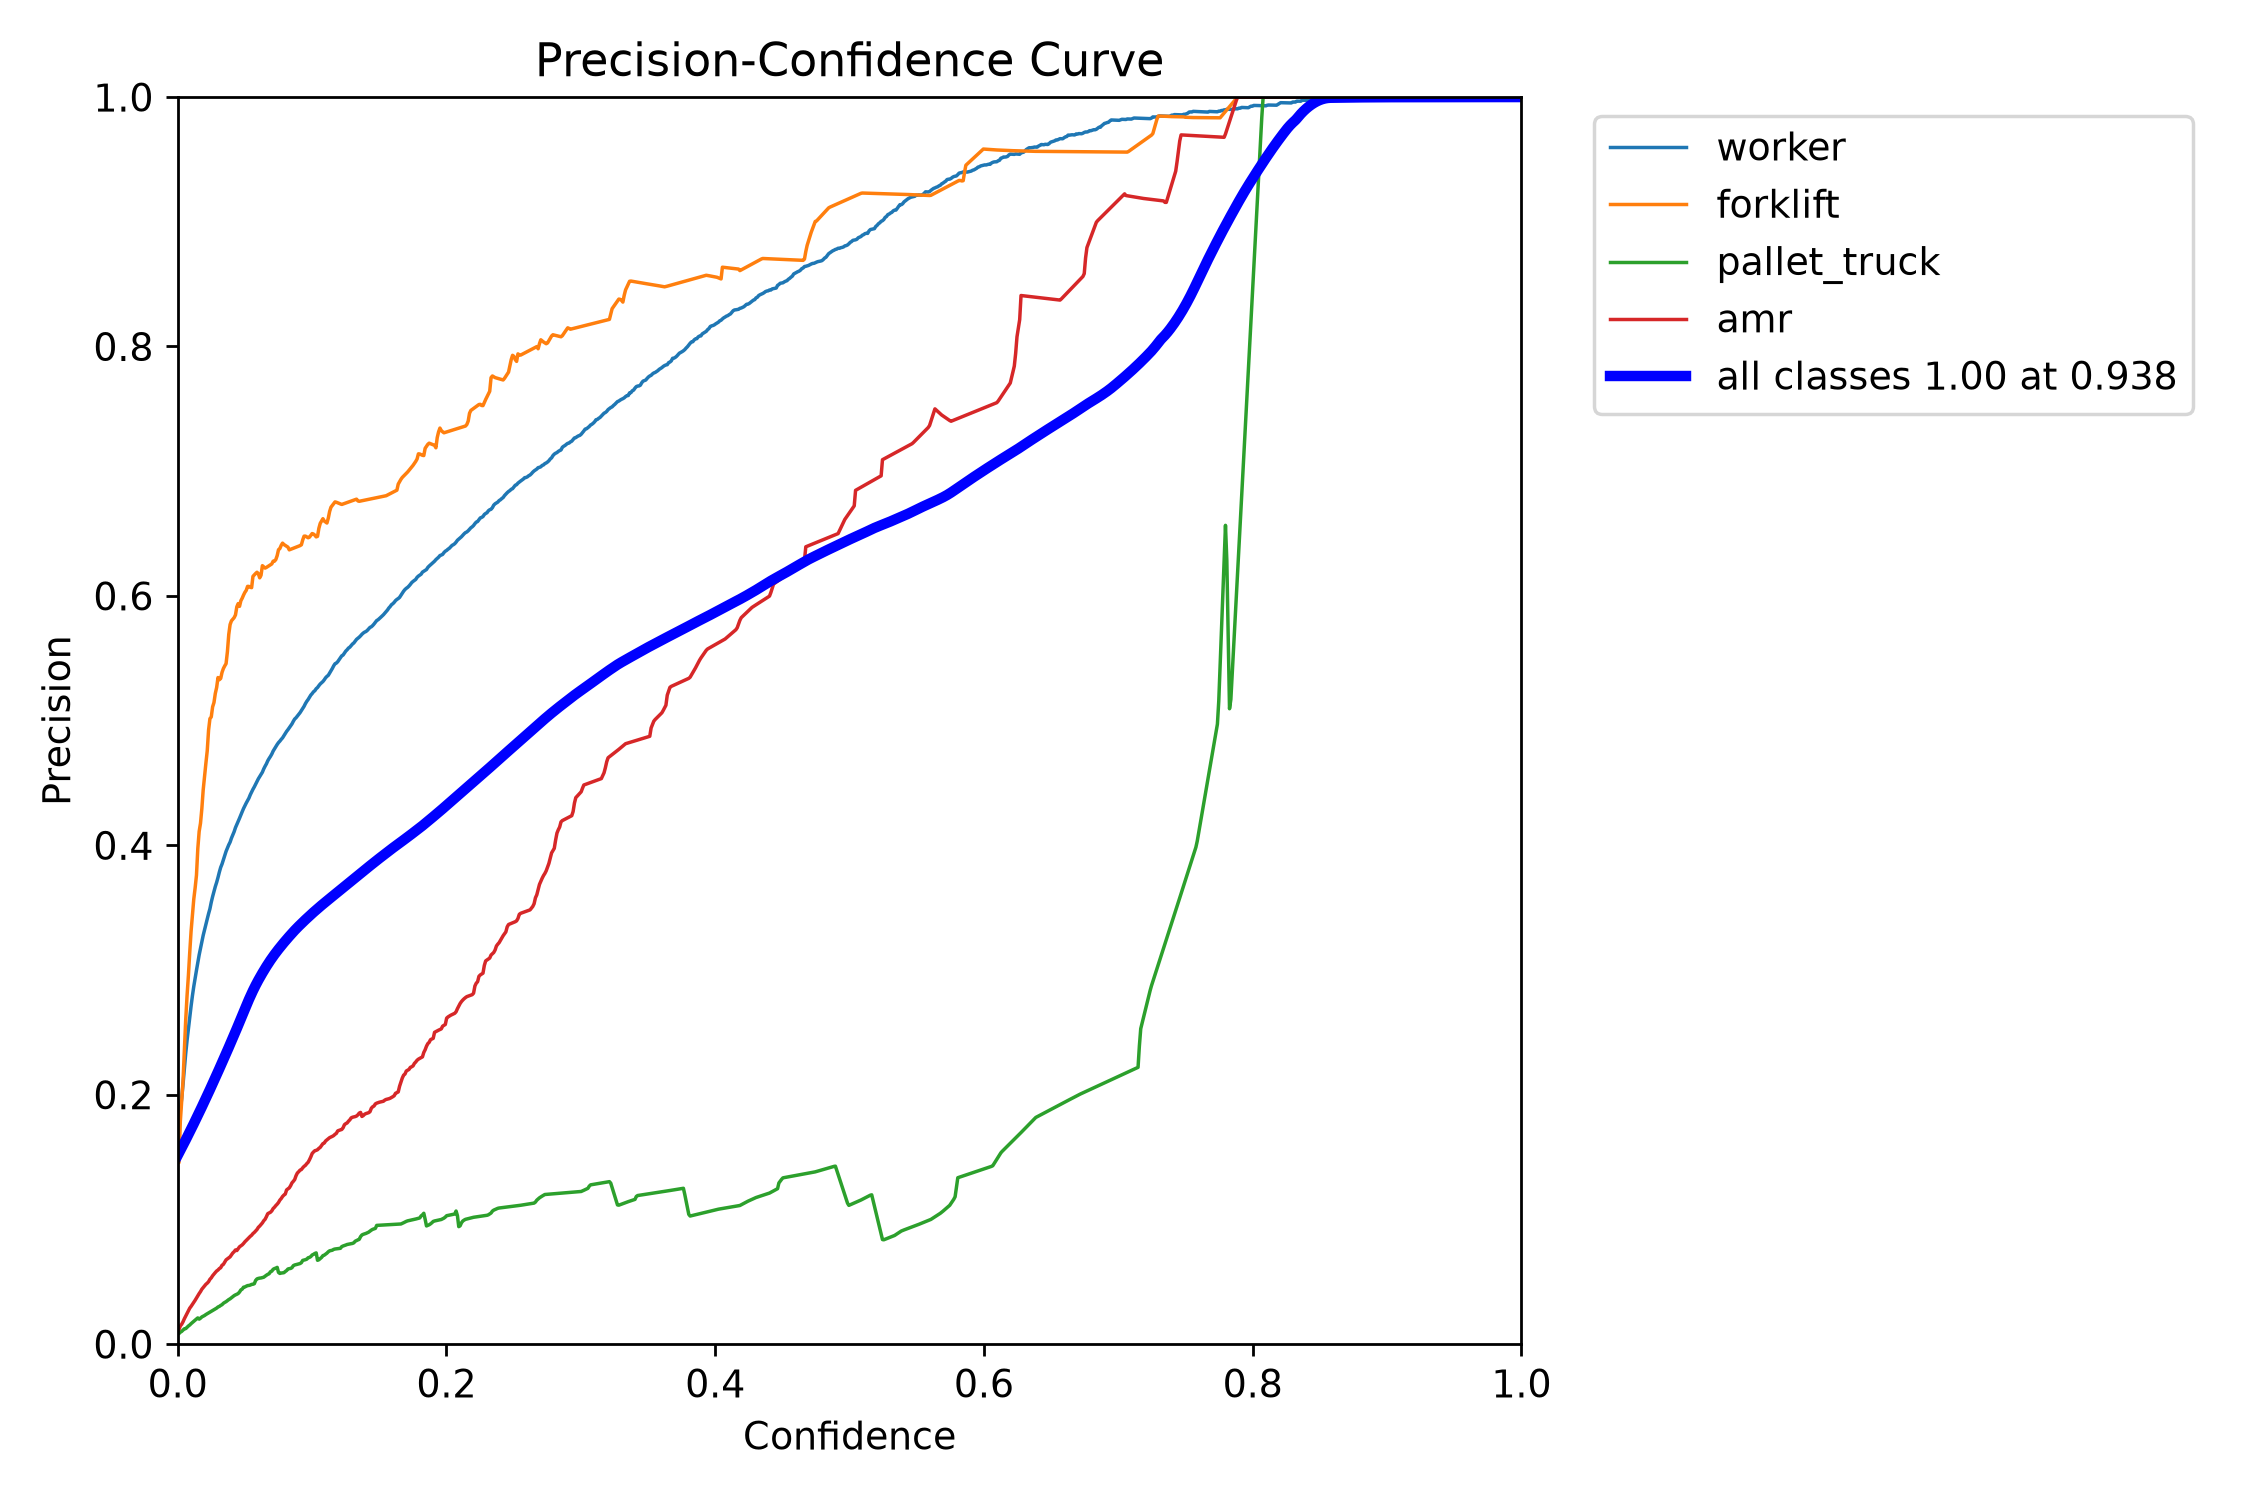 Precision-Confidence Curve
1.0
0.8
0.6
0.4
0.2
0.0
Precision
0.0 0.2 0.4 0.6 0.8 1.0
Confidence
worker
forklift
pallet_truck
amr
all classes 1.00 at 0.938